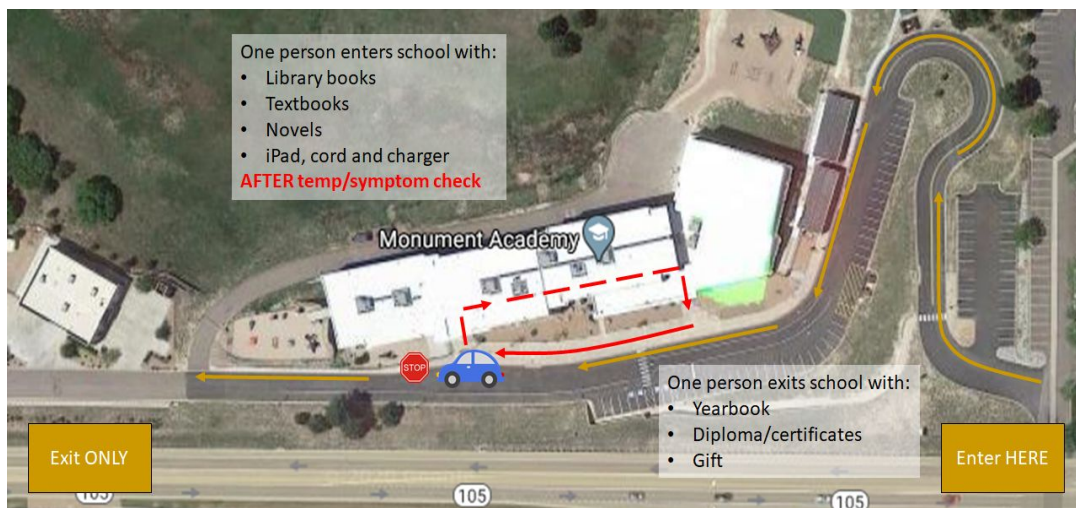 One person enters school with:
• Library books
• Textbooks
• Novels
• iPad, cord and charger
AFTER temp/symptom check
Monument Academy
STOP
One person exits school with:
• Yearbook
• Diploma/certificates
• Gift
Exit ONLY
Enter HERE
105
105
105